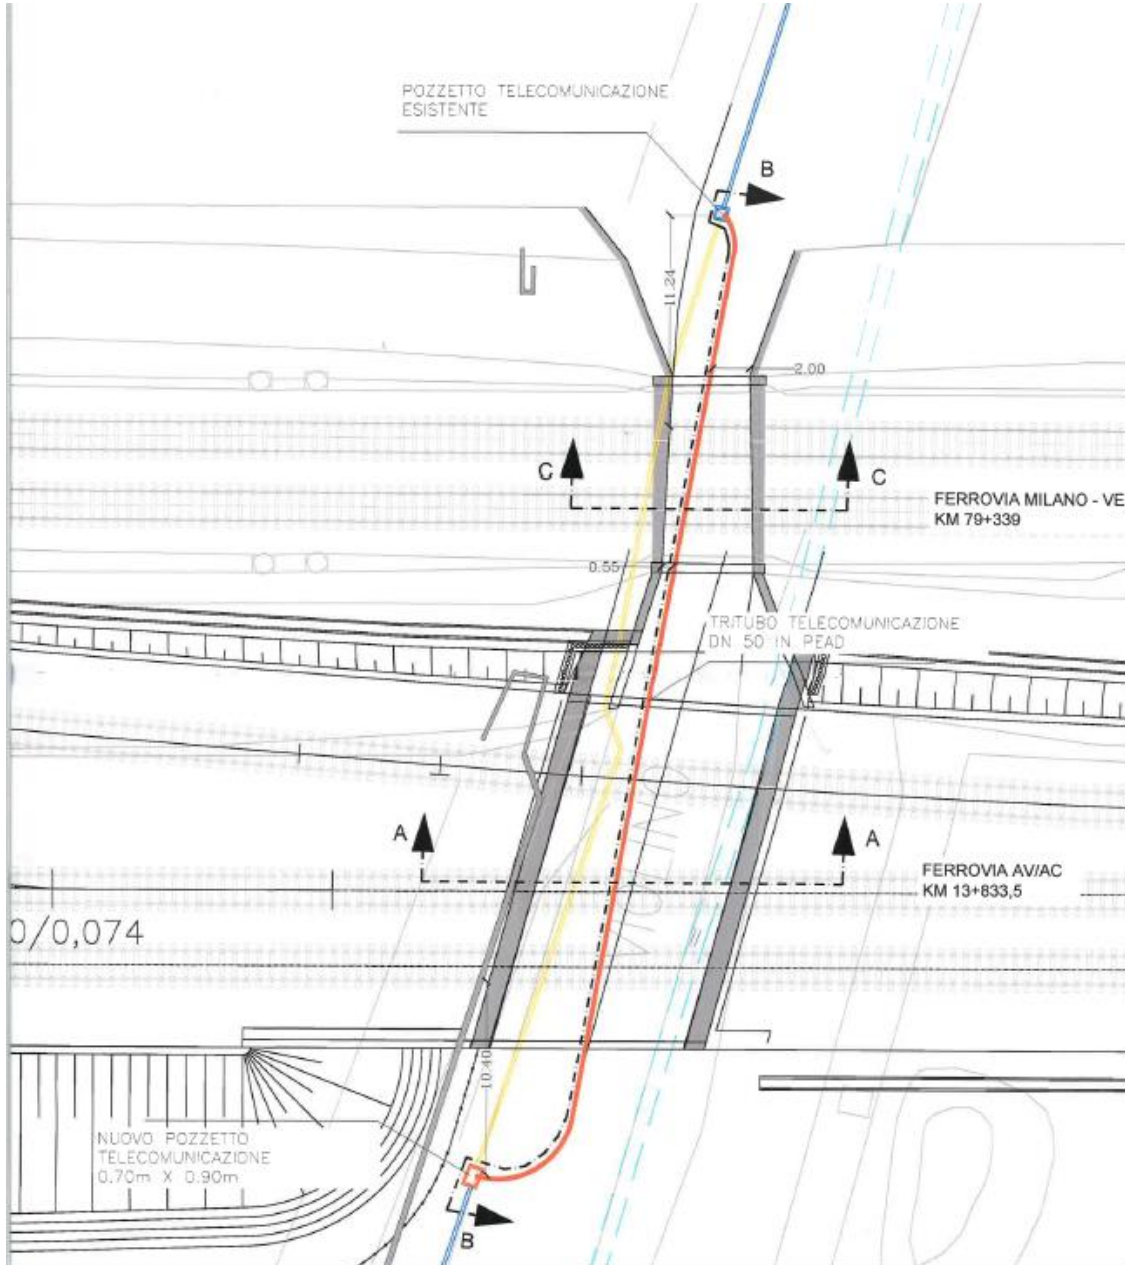 POZZETTO TELECOMUNICAZIONE
ESISTENTE
B
11.24
2.00
C
C
FERROVIA MILANO - VE
KM 79+339
0.55
TRITUBO TELECOMUNICAZIONE
DN 50 IN PEAD
A
A
FERROVIA AV/AC
KM 13+833,5
0/0,074
10.40
NUOVO POZZETTO
TELECOMUNICAZIONE
0.70m X 0.90m
B